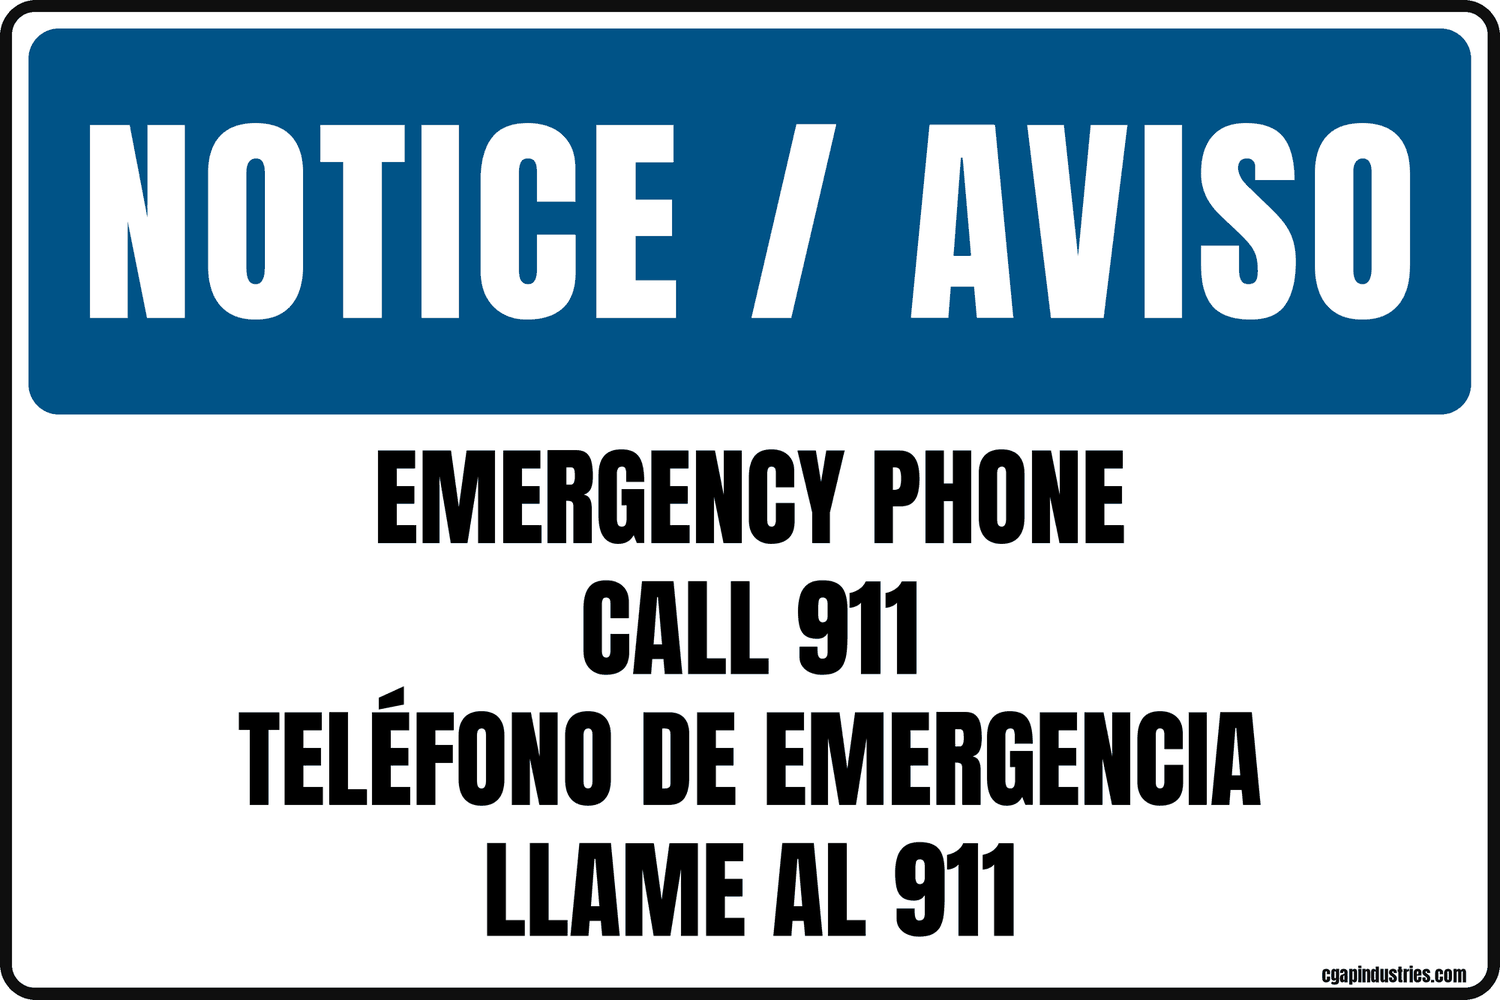 NOTICE / AVISO
EMERGENCY PHONE
CALL 911
TELÉFONO DE EMERGENCIA
LLAME AL 911
cgapindustries.com